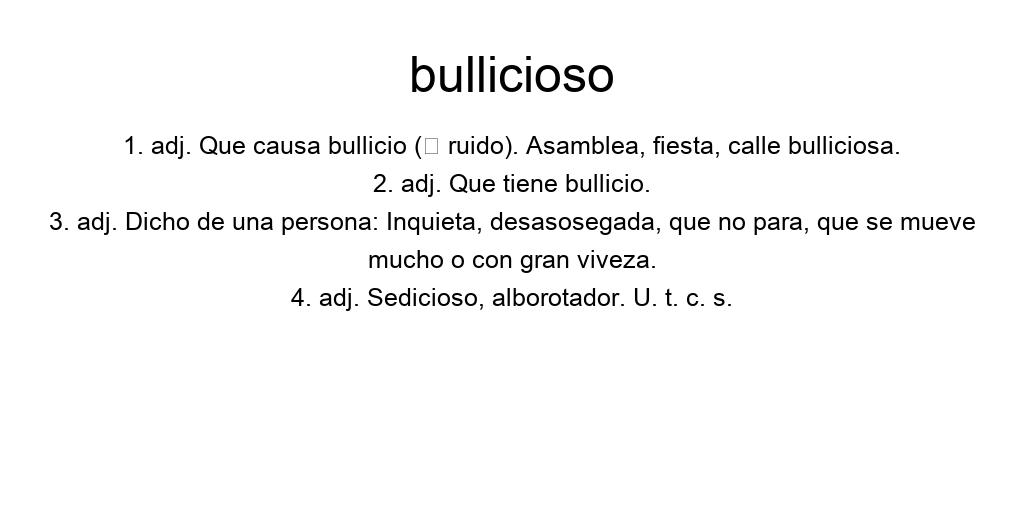 bullicioso
1. adj. Que causa bullicio (▯ ruido). Asamblea, fiesta, calle bulliciosa.
2. adj. Que tiene bullicio.
3. adj. Dicho de una persona: Inquieta, desasosegada, que no para, que se mueve
mucho o con gran viveza.
4. adj. Sedicioso, alborotador. U. t. c. s.